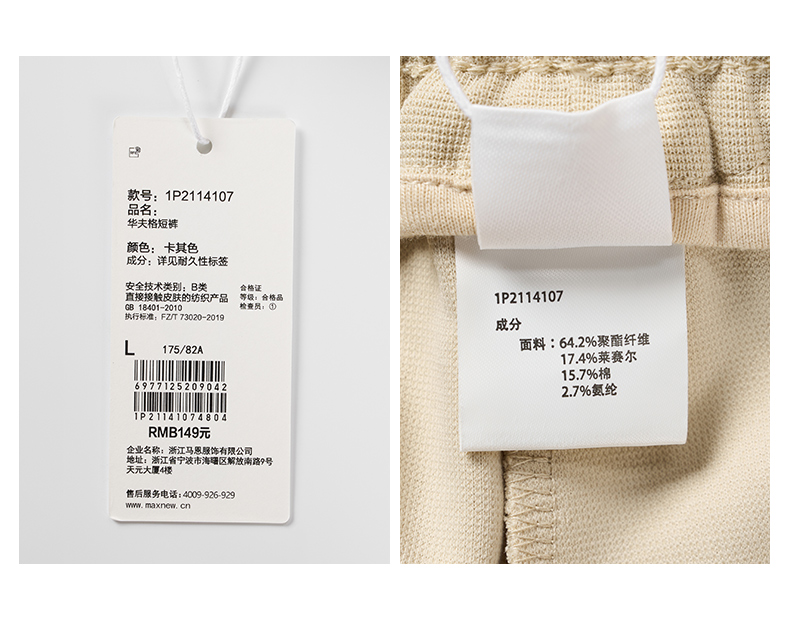 款号：1P2114107
品名：
华夫格短裤
颜色：卡其色
成分：详见耐久性标签
安全技术类别：B类
直接接触皮肤的纺织产品
GB 18401-2010
执行标准：FZ/T 73020-2019
合格证
等级：合格品
检查员：①
L 175/82A
6977125209042
1P21141074804
RMB149元
企业名称：浙江马恩服饰有限公司
地址：浙江省宁波市海曙区解放南路9号
天元大厦4楼
售后服务电话：4009-926-929
www.maxnew.cn
1P2114107
成分
面料：64.2%聚酯纤维
17.4%莱赛尔
15.7%棉
2.7%氨纶